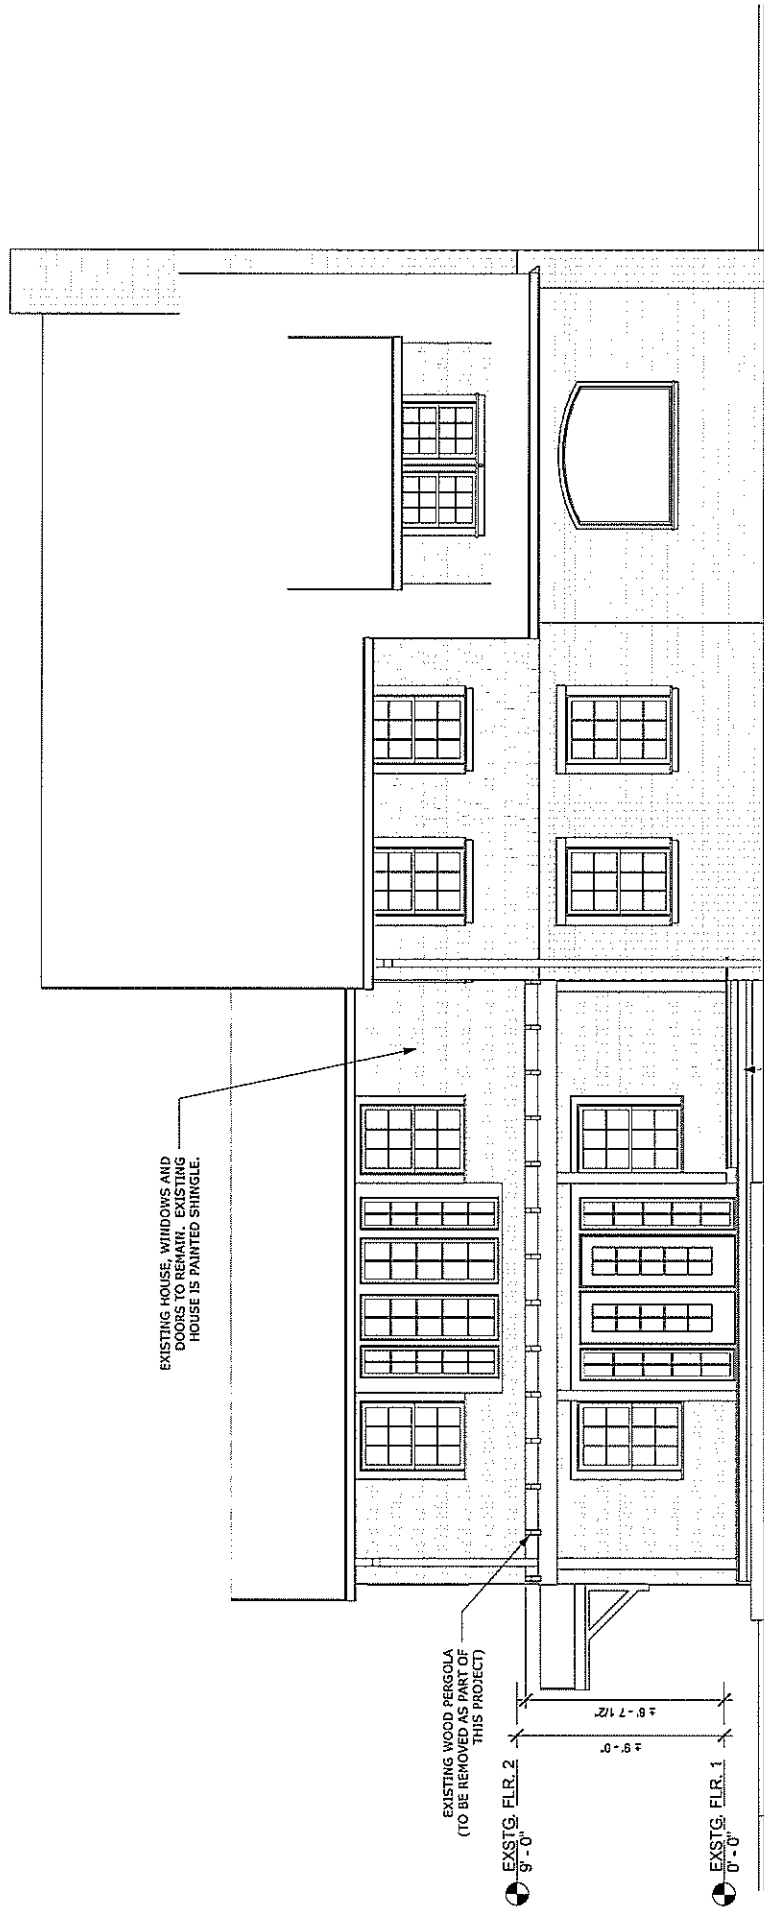 EXISTING HOUSE, WINDOWS AND
DOORS TO REMAIN. EXISTING
HOUSE IS PAINTED SHINGLE.
EXISTING WOOD PERGOLA
(TO BE REMOVED AS PART OF
THIS PROJECT)
EXSTG. FLR. 2
9' - 0"
± 8' - 7 1/2"
± 9' - 0"
EXSTG. FLR. 1
0' - 0"